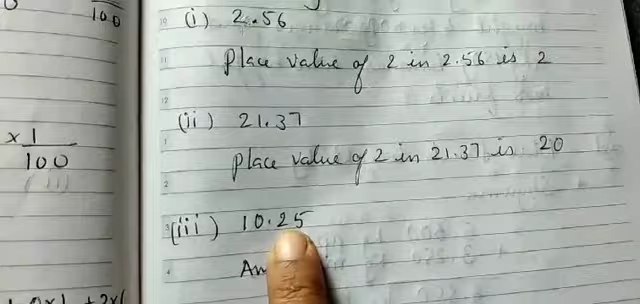 100
(i) 2.56
Place value of 2 in 2.56 is 2
(ii) 21.37
× 1
100
Place value of 2 in 21.37 is 20
(iii) 10.25